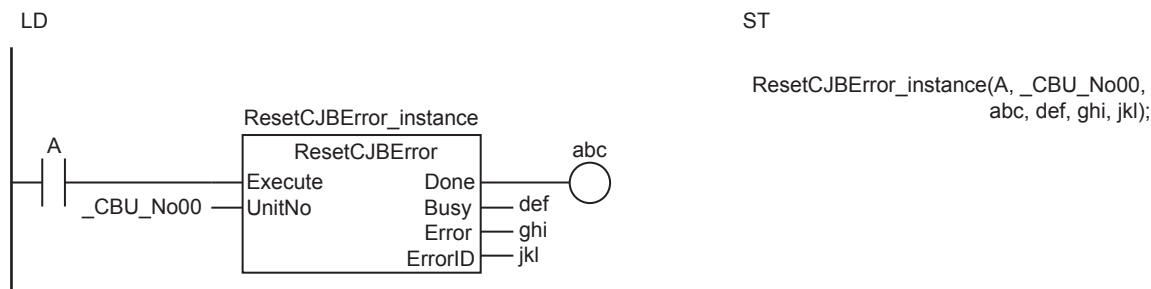 LD
ST
ResetCJBError_instance(A, _CBU_No00,
abc, def, ghi, jkl);
ResetCJBError_instance
A
ResetCJBError
abc
Execute
Done
_CBU_No00
UnitNo
Busy
def
Error
ghi
ErrorID
jkl